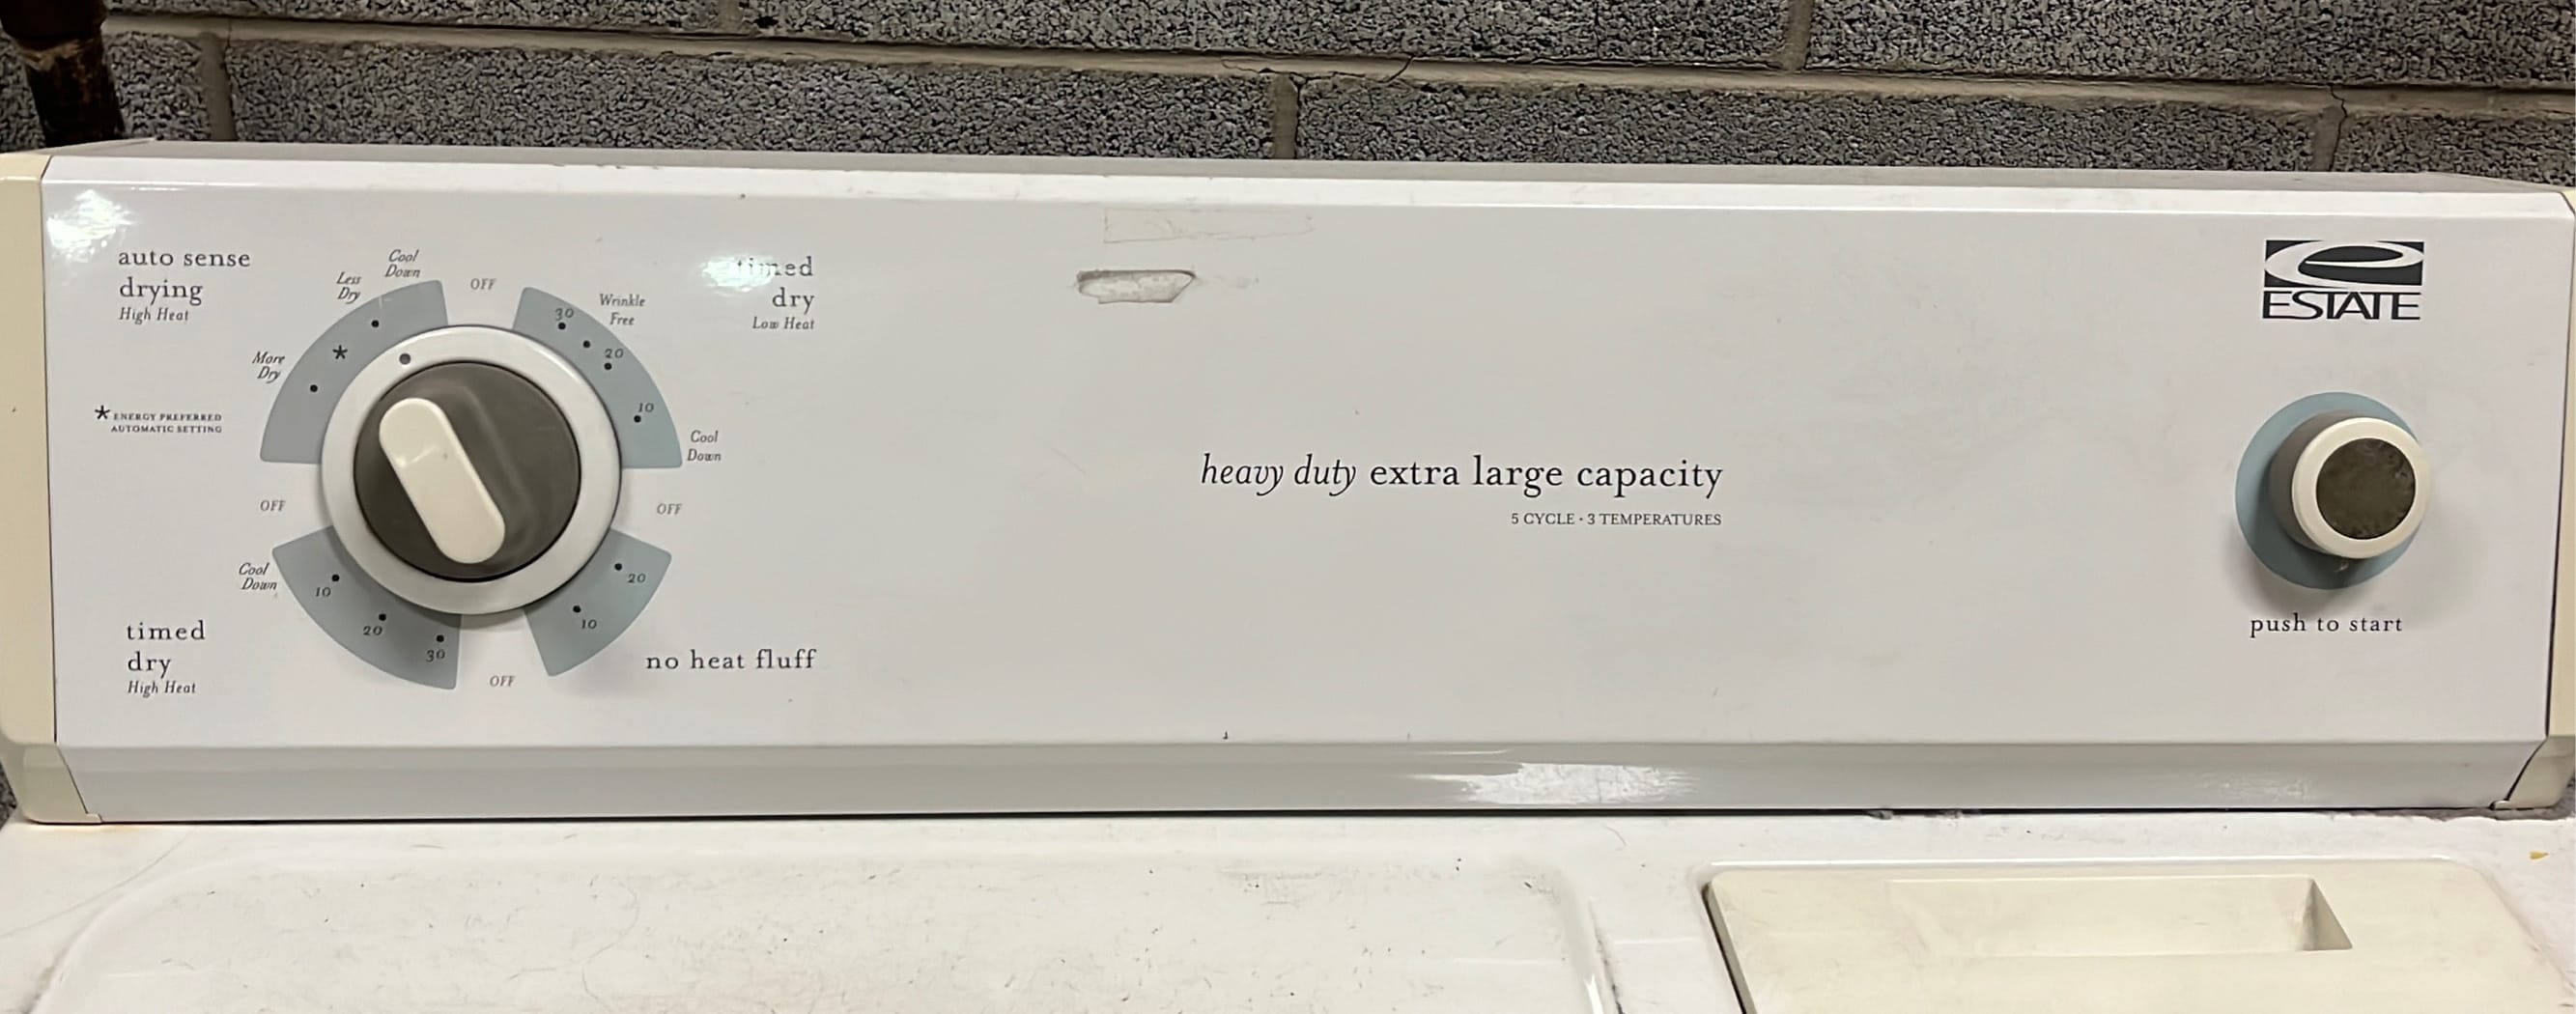 auto sense
drying
High Heat
Cool
Down
Less
Dry
More
Dry
* ENERGY PREFERRED
AUTOMATIC SETTING
*
OFF
30
Wrinkle
Free
20
10
Cool
Down
timed
dry
Low Heat
OFF
OFF
Cool
Down
10
20
30
timed
dry
High Heat
OFF
20
10
no heat fluff
heavy duty extra large capacity
5 CYCLE · 3 TEMPERATURES
e
ESTATE
push to start